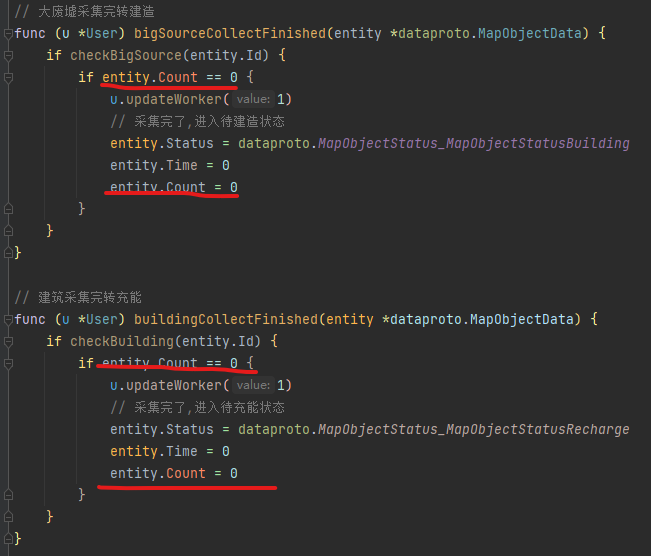 // 大废墟采集完转建造
func (u *User) bigSourceCollectFinished(entity *dataproto.MapObjectData) {
if checkBigSource(entity.Id) {
if entity.Count == 0 {
u.updateWorker( value: 1)
// 采集完了,进入待建造状态
entity.Status = dataproto.MapObjectStatus_MapObjectStatusBuilding
entity.Time = 0
entity.Count = 0
}
}
}
// 建筑采集完转充能
func (u *User) buildingCollectFinished(entity *dataproto.MapObjectData) {
if checkBuilding(entity.Id) {
if entity.Count == 0 {
u.updateWorker( value: 1)
// 采集完了,进入待充能状态
entity.Status = dataproto.MapObjectStatus_MapObjectStatusRecharge
entity.Time = 0
entity.Count = 0
}
}
}